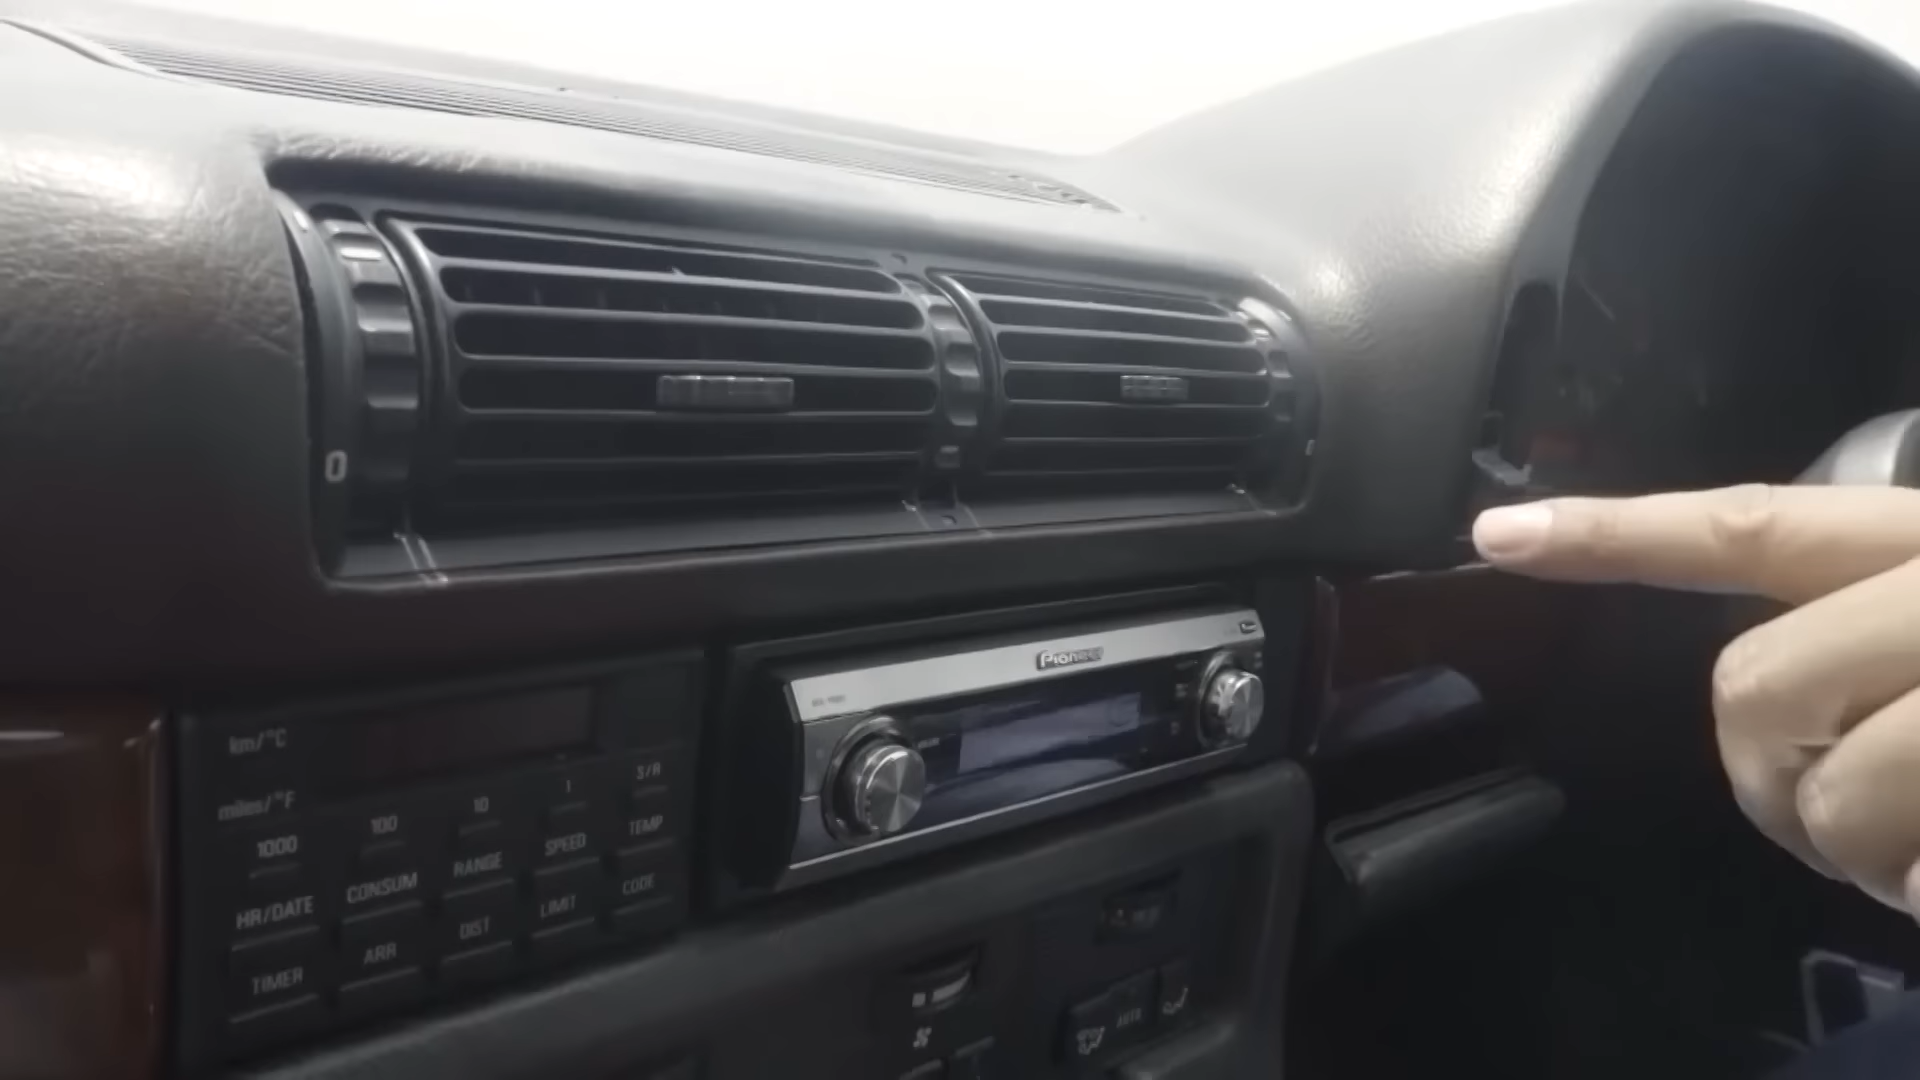 0
Pioneer
km/°C
miles/°F
1000 100 10 1 S/R
HR/DATE CONSUM RANGE SPEED TEMP
TIMER ARR DIST LIMIT CODE
AUTO